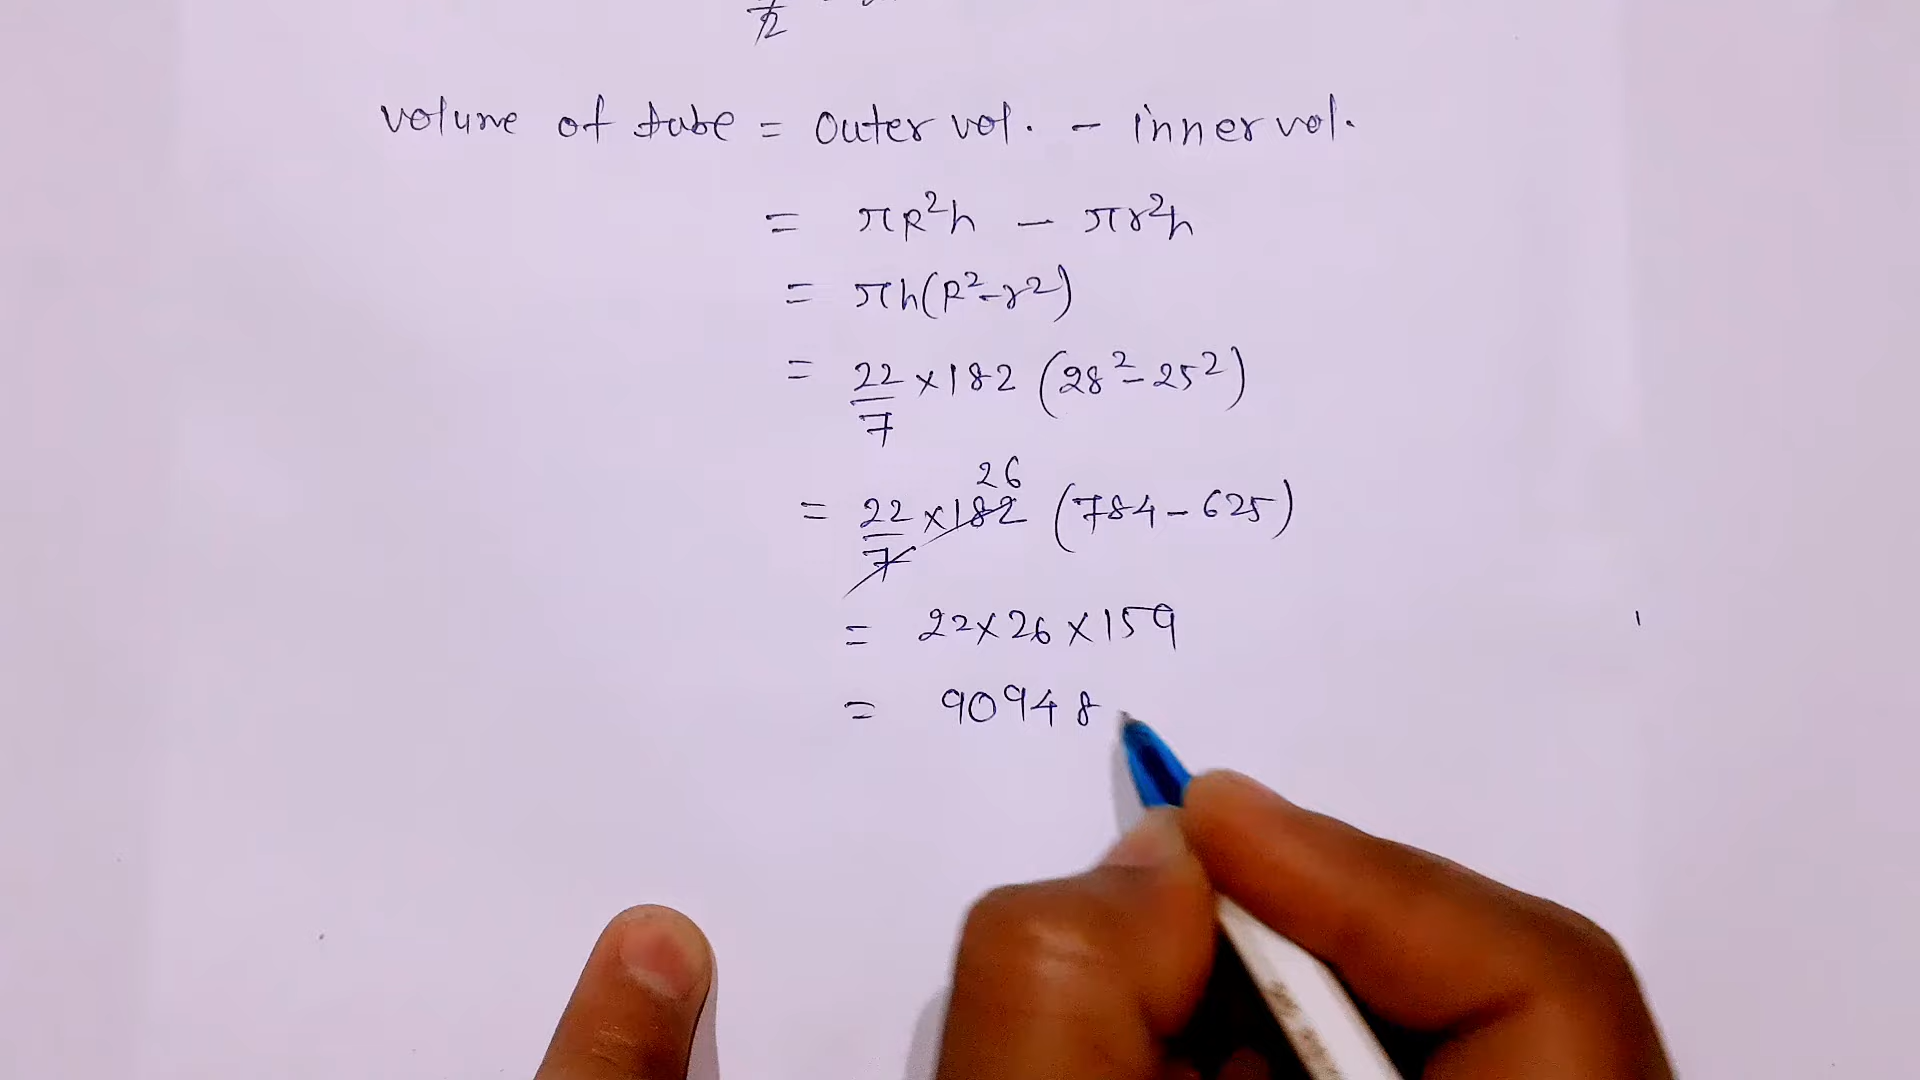 volume of tube = outer vol. - inner vol.
= πR²h - πr²h
= πh(R²-r²)
= 22/7 × 182 (28² - 25²)
26
= 22/7 × 182 (784 - 625)
= 22 × 26 × 159
= 90948